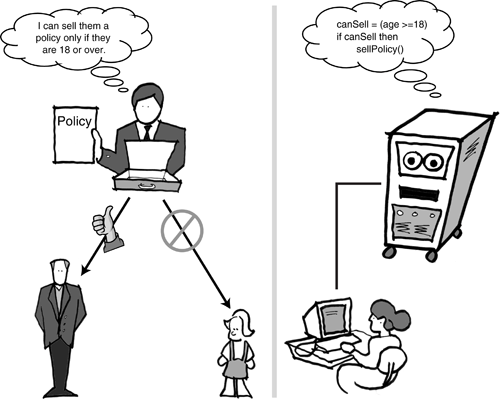 I can sell them a
policy only if they
are 18 or over.
Policy
canSell = (age >=18)
if canSell then
sellPolicy()